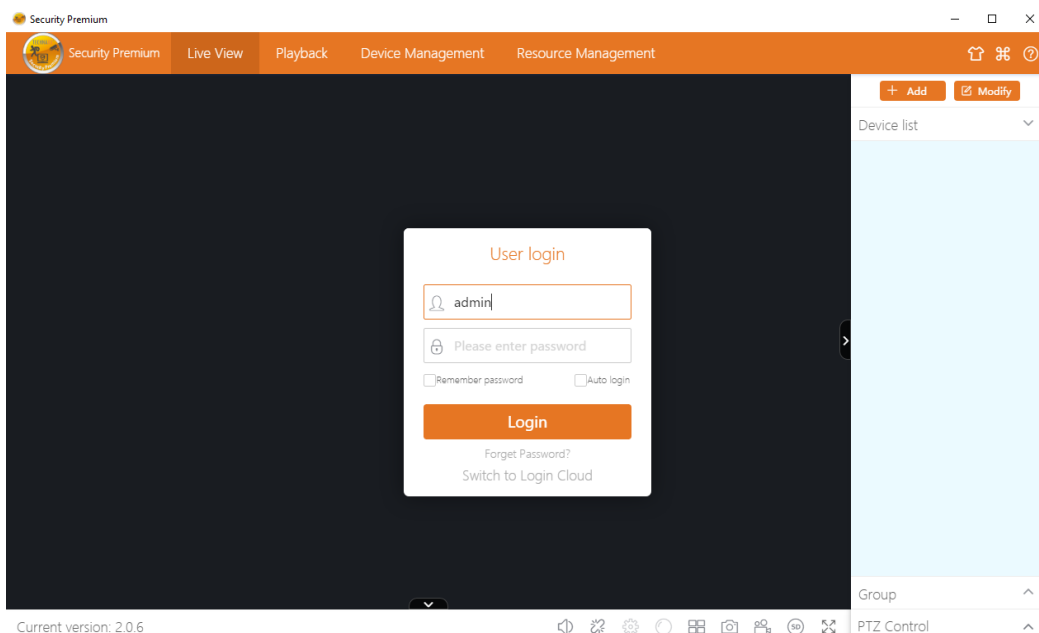 Security Premium
Security Premium Live View Playback Device Management Resource Management
Add Modify
Device list
User login
admin
Please enter password
Remember password Auto login
Login
Forget Password?
Switch to Login Cloud
Group
Current version: 2.0.6 SD PTZ Control